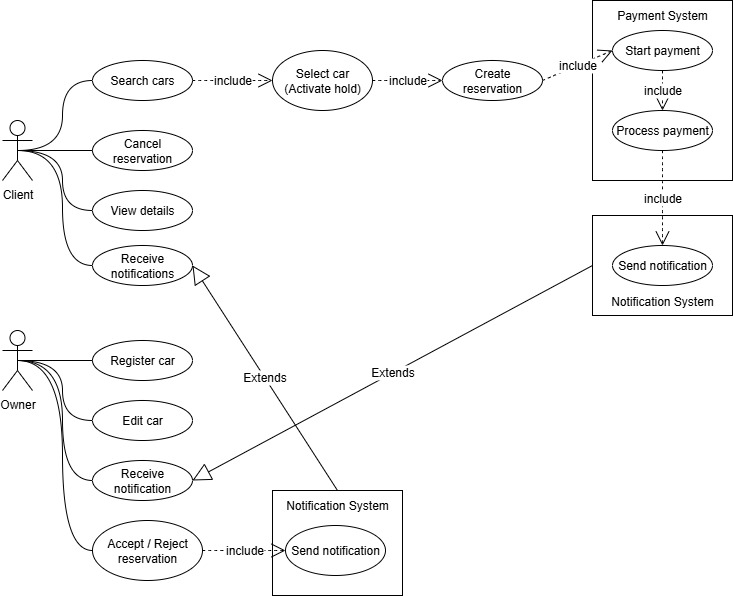 Payment System
Start payment
include
Search cars
include
Select car
(Activate hold)
include
Create
reservation
include
Process payment
Cancel
reservation
include
Client
View details
Receive
notifications
Send notification
Notification System
Register car
Extends
Extends
Owner
Edit car
Receive
notification
Notification System
Accept / Reject
reservation
include
Send notification